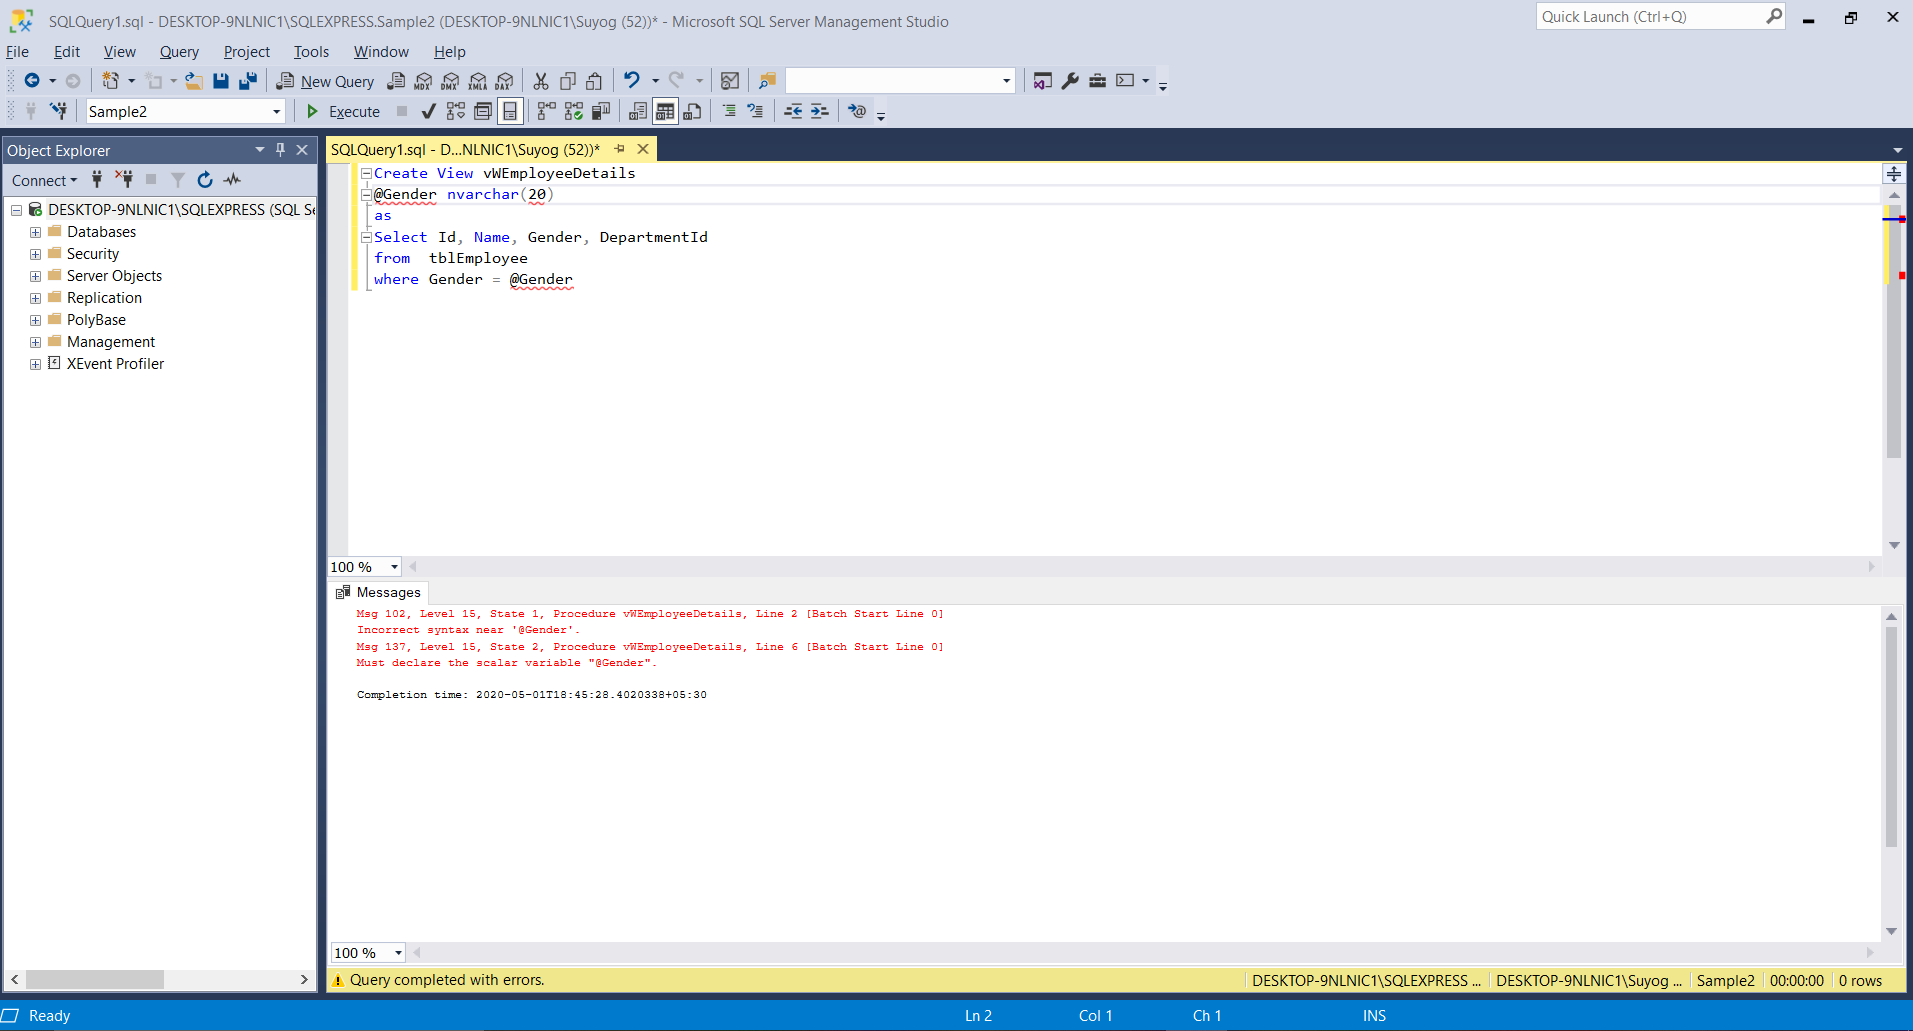 SQLQuery1.sql - DESKTOP-9NLNIC1\SQLEXPRESS.Sample2 (DESKTOP-9NLNIC1\Suyog (52))* - Microsoft SQL Server Management Studio
Quick Launch (Ctrl+Q)
File Edit View Query Project Tools Window Help
New Query MDX DMX XMLA DAX
Sample2 Execute
Object Explorer
SQLQuery1.sql - D...NLNIC1\Suyog (52))*
Connect
DESKTOP-9NLNIC1\SQLEXPRESS (SQL Se
Databases
Security
Server Objects
Replication
PolyBase
Management
XEvent Profiler
Create View vWEmployeeDetails
@Gender nvarchar(20)
as
Select Id, Name, Gender, DepartmentId
from  tblEmployee
where Gender = @Gender
100 %
Messages
Msg 102, Level 15, State 1, Procedure vWEmployeeDetails, Line 2 [Batch Start Line 0]
Incorrect syntax near '@Gender'.
Msg 137, Level 15, State 2, Procedure vWEmployeeDetails, Line 6 [Batch Start Line 0]
Must declare the scalar variable "@Gender".
Completion time: 2020-05-01T18:45:28.4020338+05:30
100 %
Query completed with errors.
DESKTOP-9NLNIC1\SQLEXPRESS ... DESKTOP-9NLNIC1\Suyog ... Sample2 00:00:00 0 rows
Ready Ln 2 Col 1 Ch 1 INS